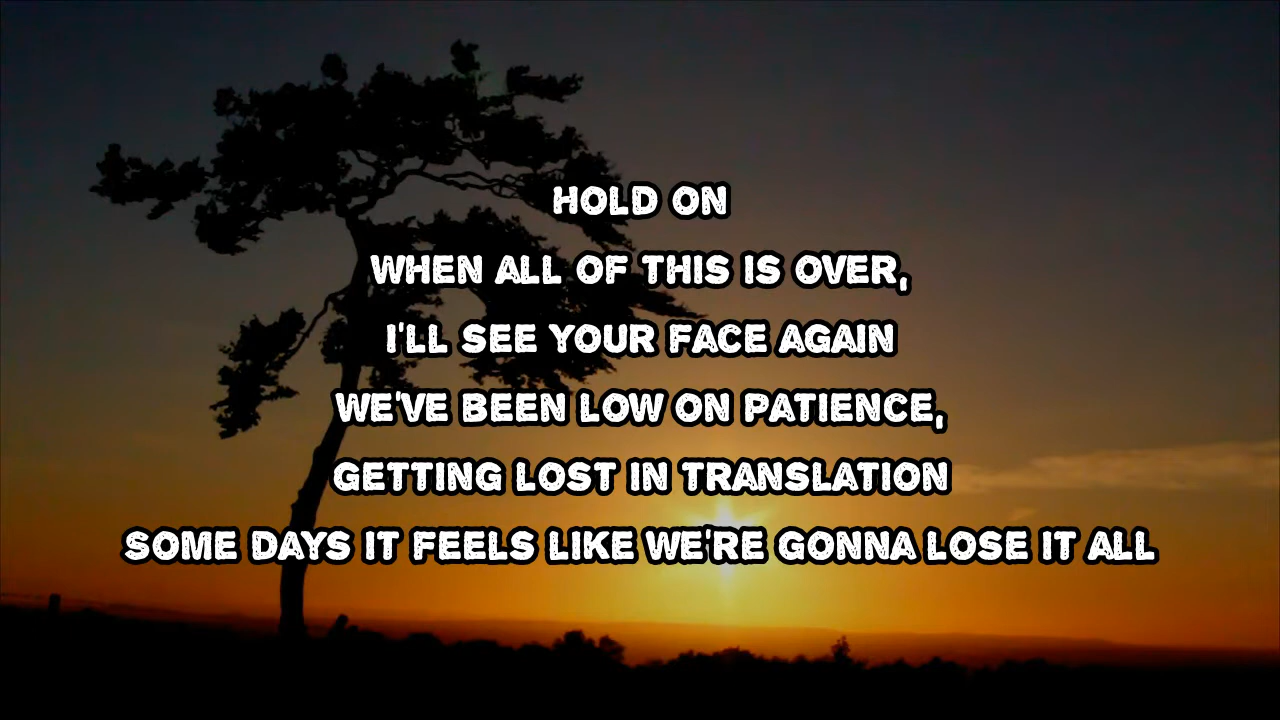 HOLD ON
WHEN ALL OF THIS IS OVER,
I'LL SEE YOUR FACE AGAIN
WE'VE BEEN LOW ON PATIENCE,
GETTING LOST IN TRANSLATION
SOME DAYS IT FEELS LIKE WE'RE GONNA LOSE IT ALL